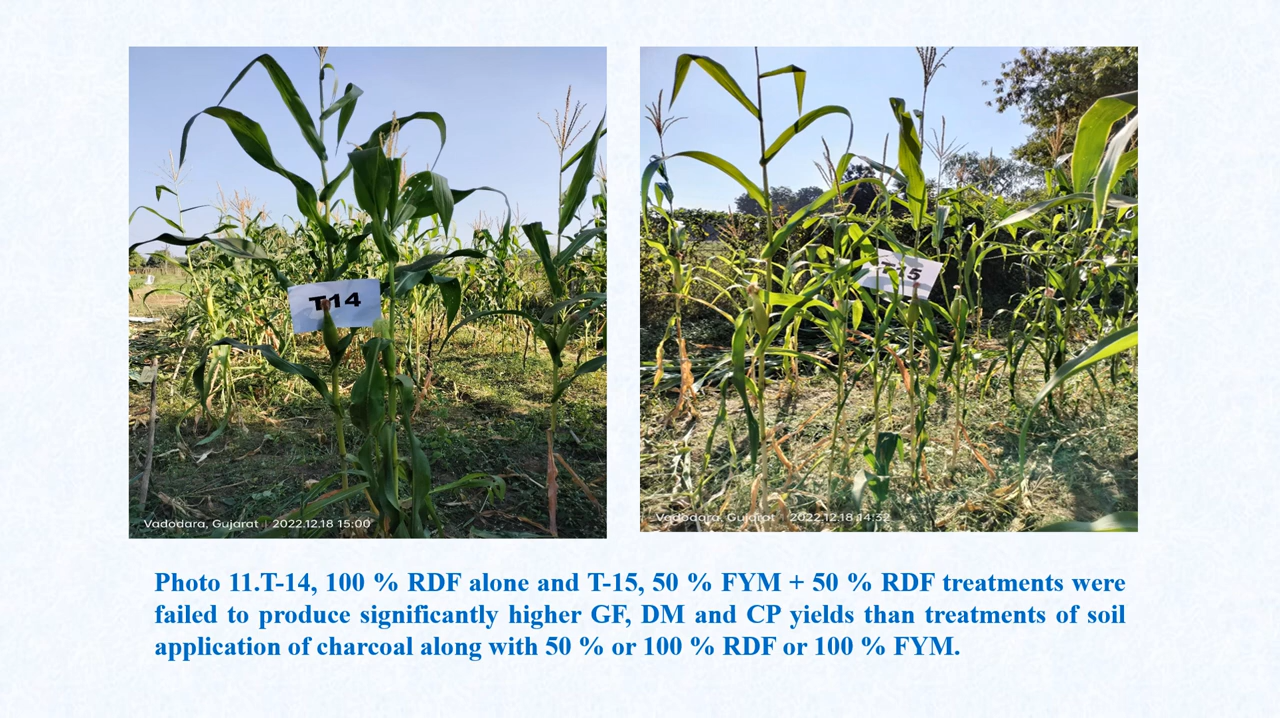 T14
T15
Vadodara, Gujarat | 2022.12.18 15:00
Vadodara, Gujarat | 2022.12.18 14:32
Photo 11.T-14, 100 % RDF alone and T-15, 50 % FYM + 50 % RDF treatments were
failed to produce significantly higher GF, DM and CP yields than treatments of soil
application of charcoal along with 50 % or 100 % RDF or 100 % FYM.